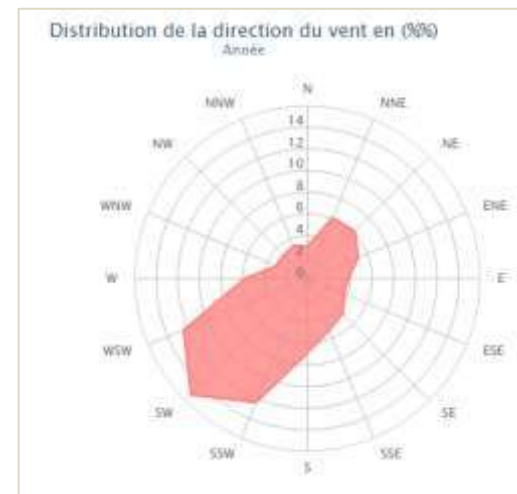 Distribution de la direction du vent en (%%)
Année
N
NNW
NNE
14
NW
12
NE
10
8
WNW
6
ENE
4
2
W
0
E
WSW
ESE
SW
SE
SSW
SSE
S